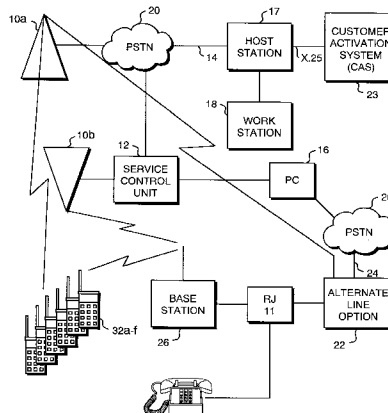 10a
20
PSTN
14
17
HOST
STATION
X.25
CUSTOMER
ACTIVATION
SYSTEM
(CAS)
23
18
WORK
STATION
10b
12
SERVICE
CONTROL
UNIT
16
PC
PSTN
24
BASE
STATION
26
RJ
11
ALTERNATE
LINE
OPTION
22
32a-f